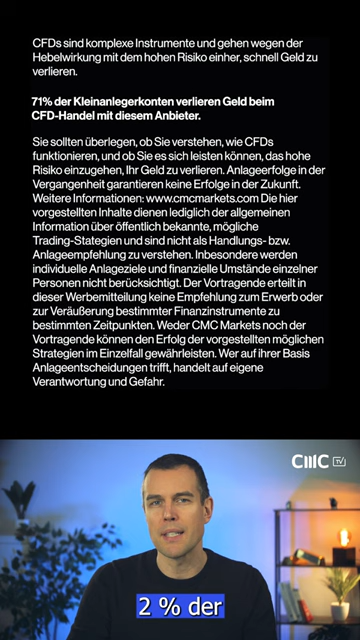 CFDs sind komplexe Instrumente und gehen wegen der
Hebelwirkung mit dem hohen Risiko einher, schnell Geld zu
verlieren.
71% der Kleinanlegerkonten verlieren Geld beim
CFD-Handel mit diesem Anbieter.
Sie sollten überlegen, ob Sie verstehen, wie CFDs
funktionieren, und ob Sie es sich leisten können, das hohe
Risiko einzugehen, Ihr Geld zu verlieren. Anlageerfolge in der
Vergangenheit garantieren keine Erfolge in der Zukunft.
Weitere Informationen: www.cmcmarkets.com Die hier
vorgestellten Inhalte dienen lediglich der allgemeinen
Information über öffentlich bekannte, mögliche
Trading-Stategien und sind nicht als Handlungs- bzw.
Anlageempfehlung zu verstehen. Insbesondere werden
individuelle Anlageziele und finanzielle Umstände einzelner
Personen nicht berücksichtigt. Der Vortragende erteilt in
dieser Werbemitteilung keine Empfehlung zum Erwerb oder
zur Veräußerung bestimmter Finanzinstrumente zu
bestimmten Zeitpunkten. Weder CMC Markets noch der
Vortragende können den Erfolg der vorgestellten möglichen
Strategien im Einzelfall gewährleisten. Wer auf ihrer Basis
Anlageentscheidungen trifft, handelt auf eigene
Verantwortung und Gefahr.
CMC TV
2 % der